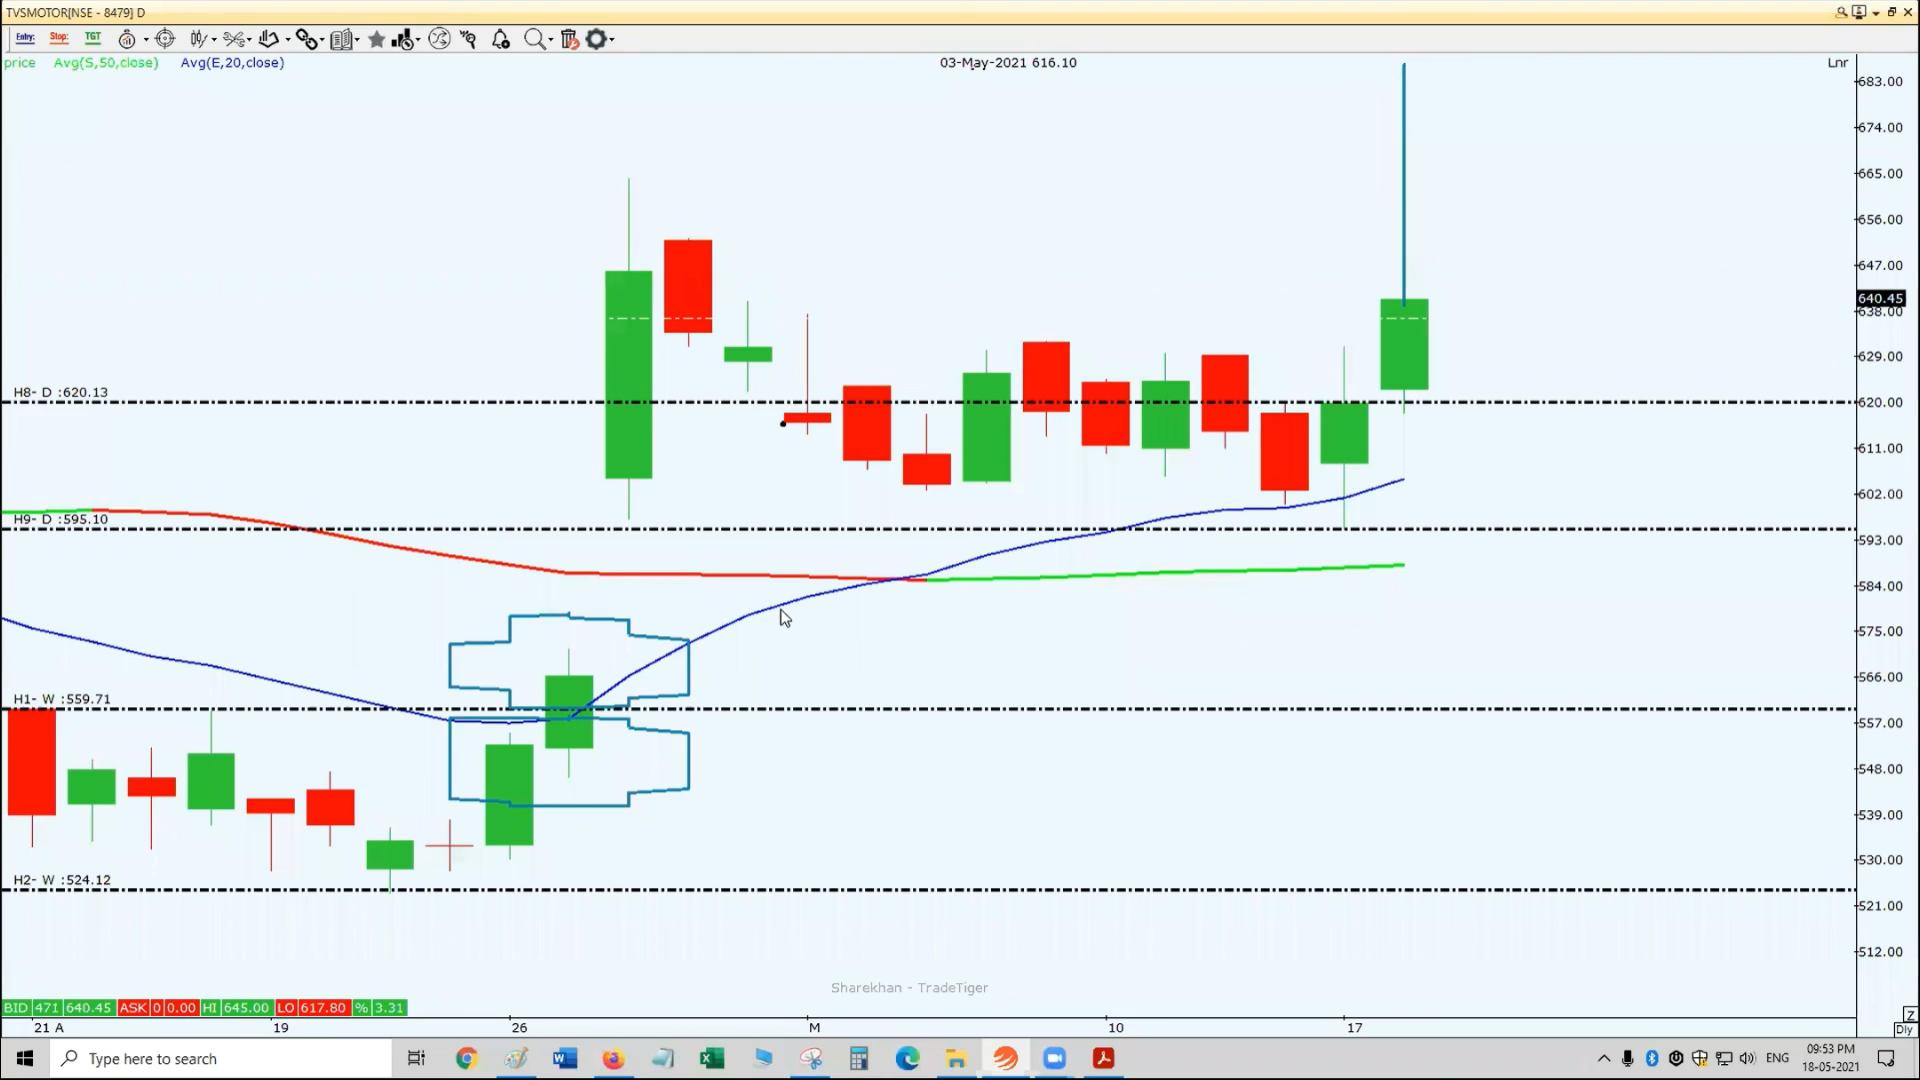 TVSMOTOR[NSE - 8479] D
Entry: Stop: TGT
price Avg(S,50,close) Avg(E,20,close) 03-May-2021 616.10 Lnr
683.00
674.00
665.00
656.00
647.00
640.45
638.00
629.00
H8- D :620.13
620.00
611.00
602.00
H9- D :595.10
593.00
584.00
575.00
566.00
H1- W :559.71
557.00
548.00
539.00
530.00
H2- W :524.12
521.00
512.00
Sharekhan - TradeTiger
BID 471 640.45 ASK 0 0.00 HI 645.00 LO 617.80 % 3.31
Z
21 A 19 26 M 10 17 Dly
Type here to search
ENG
09:53 PM
18-05-2021